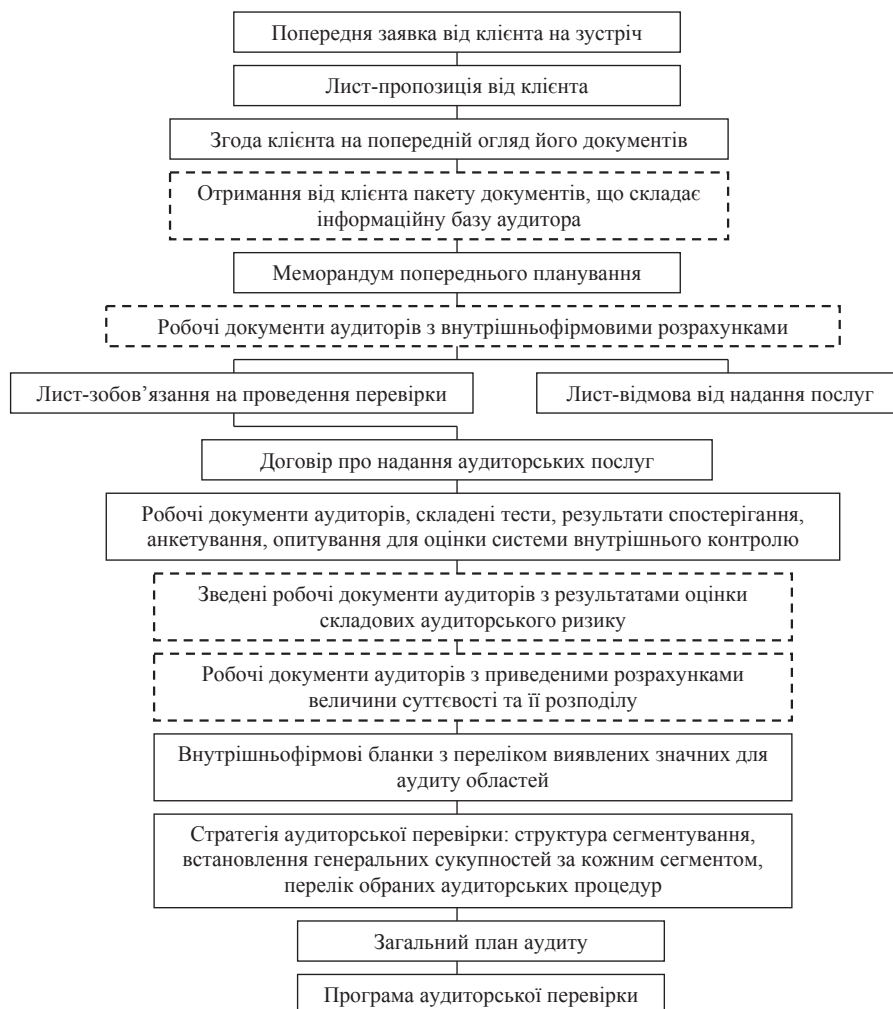 Попередня заявка від клієнта на зустріч
Лист-пропозиція від клієнта
Згода клієнта на попередній огляд його документів
Отримання від клієнта пакету документів, що складає
інформаційну базу аудитора
Меморандум попереднього планування
Робочі документи аудиторів з внутрішньофірмовими розрахунками
Лист-зобов’язання на проведення перевірки
Лист-відмова від надання послуг
Договір про надання аудиторських послуг
Робочі документи аудиторів, складені тести, результати спостерігання,
анкетування, опитування для оцінки системи внутрішнього контролю
Зведені робочі документи аудиторів з результатами оцінки
складових аудиторського ризику
Робочі документи аудиторів з приведеними розрахунками
величини суттєвості та її розподілу
Внутрішньофірмові бланки з переліком виявлених значних для
аудиту областей
Стратегія аудиторської перевірки: структура сегментування,
встановлення генеральних сукупностей за кожним сегментом,
перелік обраних аудиторських процедур
Загальний план аудиту
Програма аудиторської перевірки